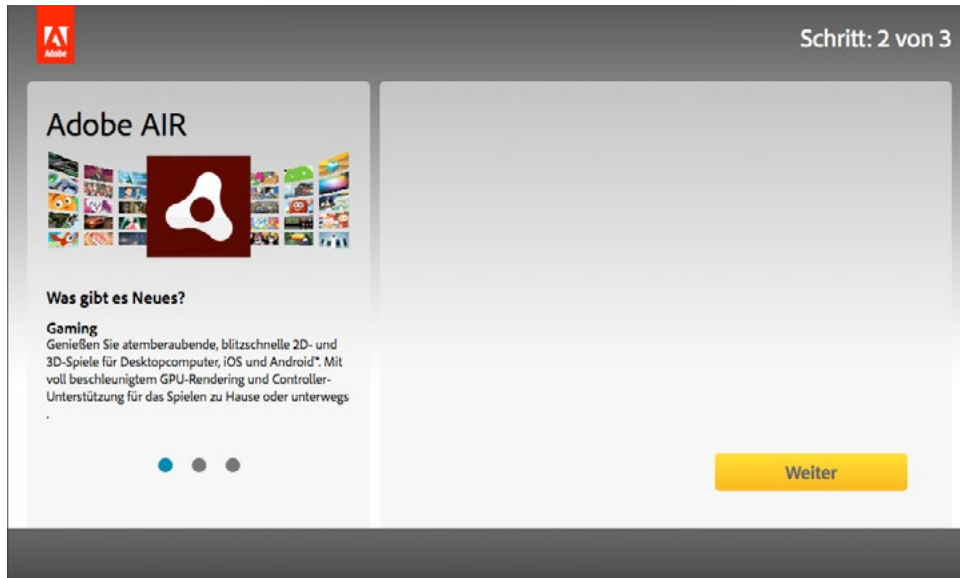 Adobe
Schritt: 2 von 3
Adobe AIR
Was gibt es Neues?
Gaming
Genießen Sie atemberaubende, blitzschnelle 2D- und
3D-Spiele für Desktopcomputer, iOS und Android*. Mit
voll beschleunigtem GPU-Rendering und Controller-
Unterstützung für das Spielen zu Hause oder unterwegs
.
Weiter